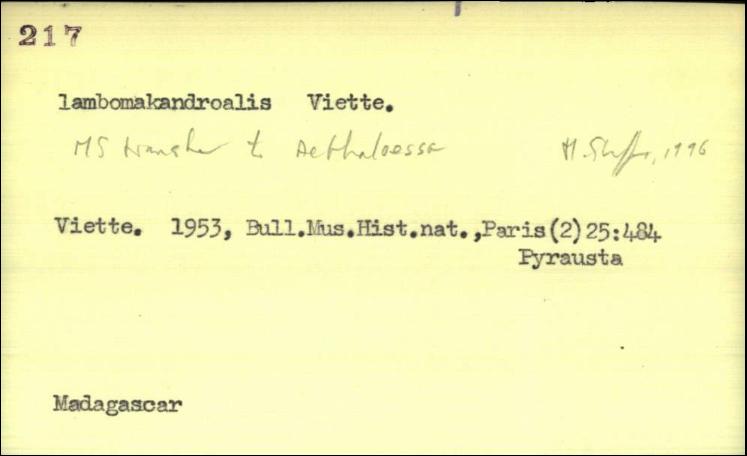 217
lambomakandroalis Viette.
MS transfer to Aethaloessa M. Shaffer, 1996
Viette. 1953, Bull.Mus.Hist.nat.,Paris(2)25:484
Pyrausta
Madagascar